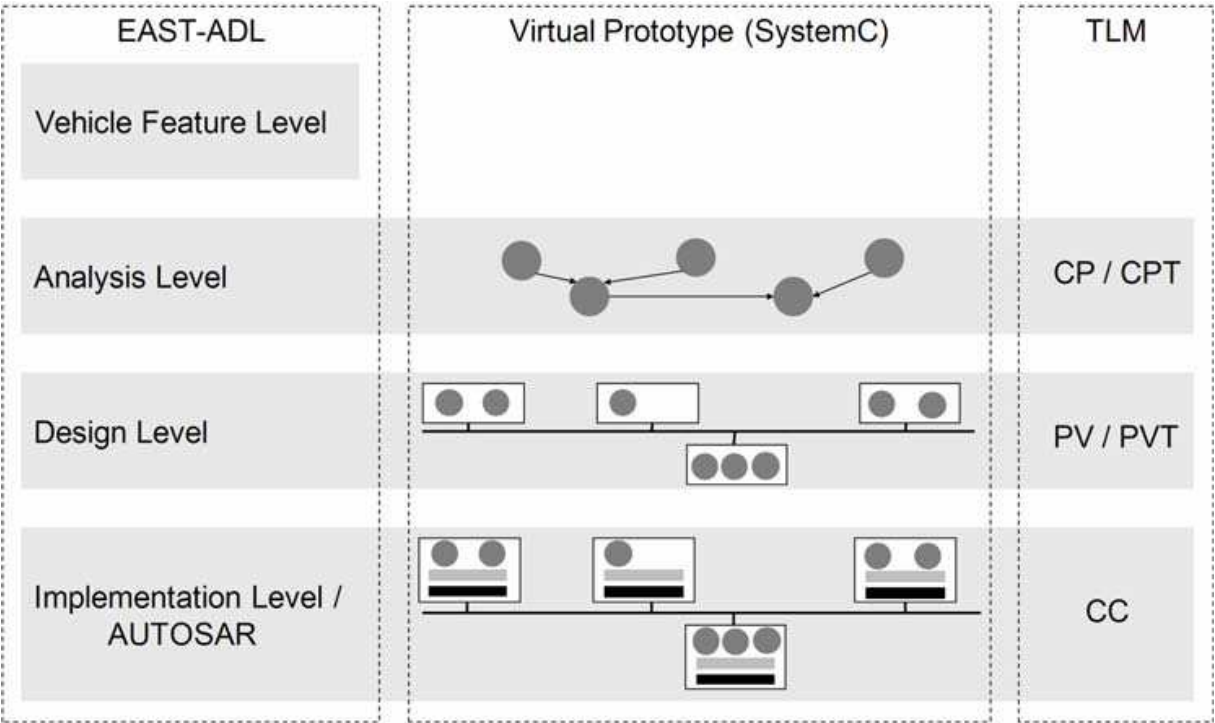 EAST-ADL
Virtual Prototype (SystemC)
TLM
Vehicle Feature Level
Analysis Level
CP / CPT
Design Level
PV / PVT
Implementation Level /
AUTOSAR
CC